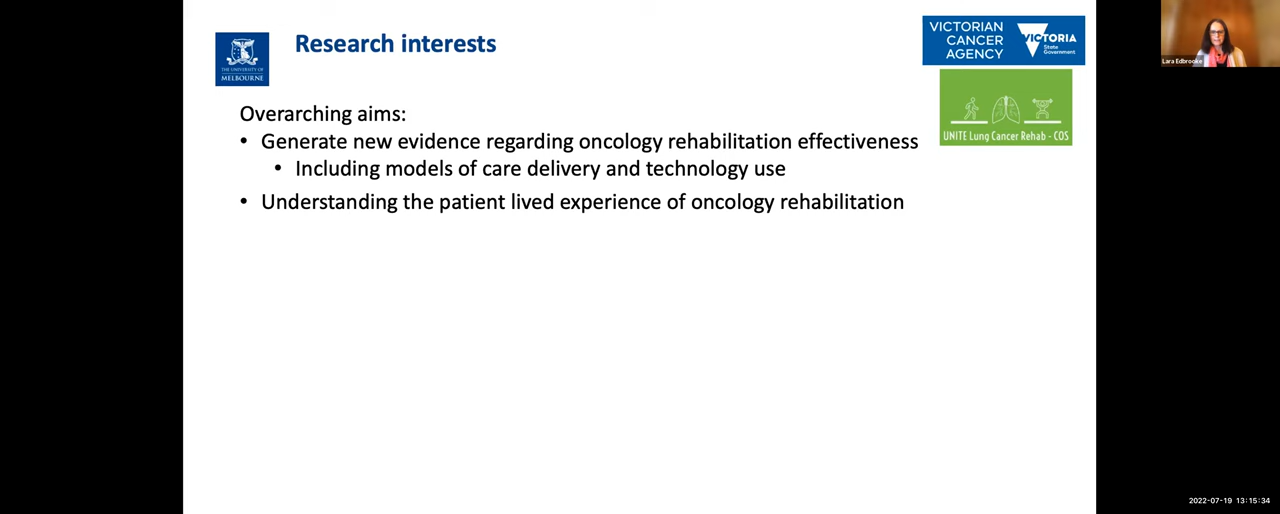 Research interests
THE UNIVERSITY OF
MELBOURNE
VICTORIAN
CANCER
AGENCY
VICTORIA
State
Government
UNITE Lung Cancer Rehab - COS
Lara Edbrooke
Overarching aims:
• Generate new evidence regarding oncology rehabilitation effectiveness
• Including models of care delivery and technology use
• Understanding the patient lived experience of oncology rehabilitation
2022-07-19 13:15:34